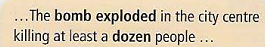 ...The bomb exploded in the city centre
killing at least a dozen people ...